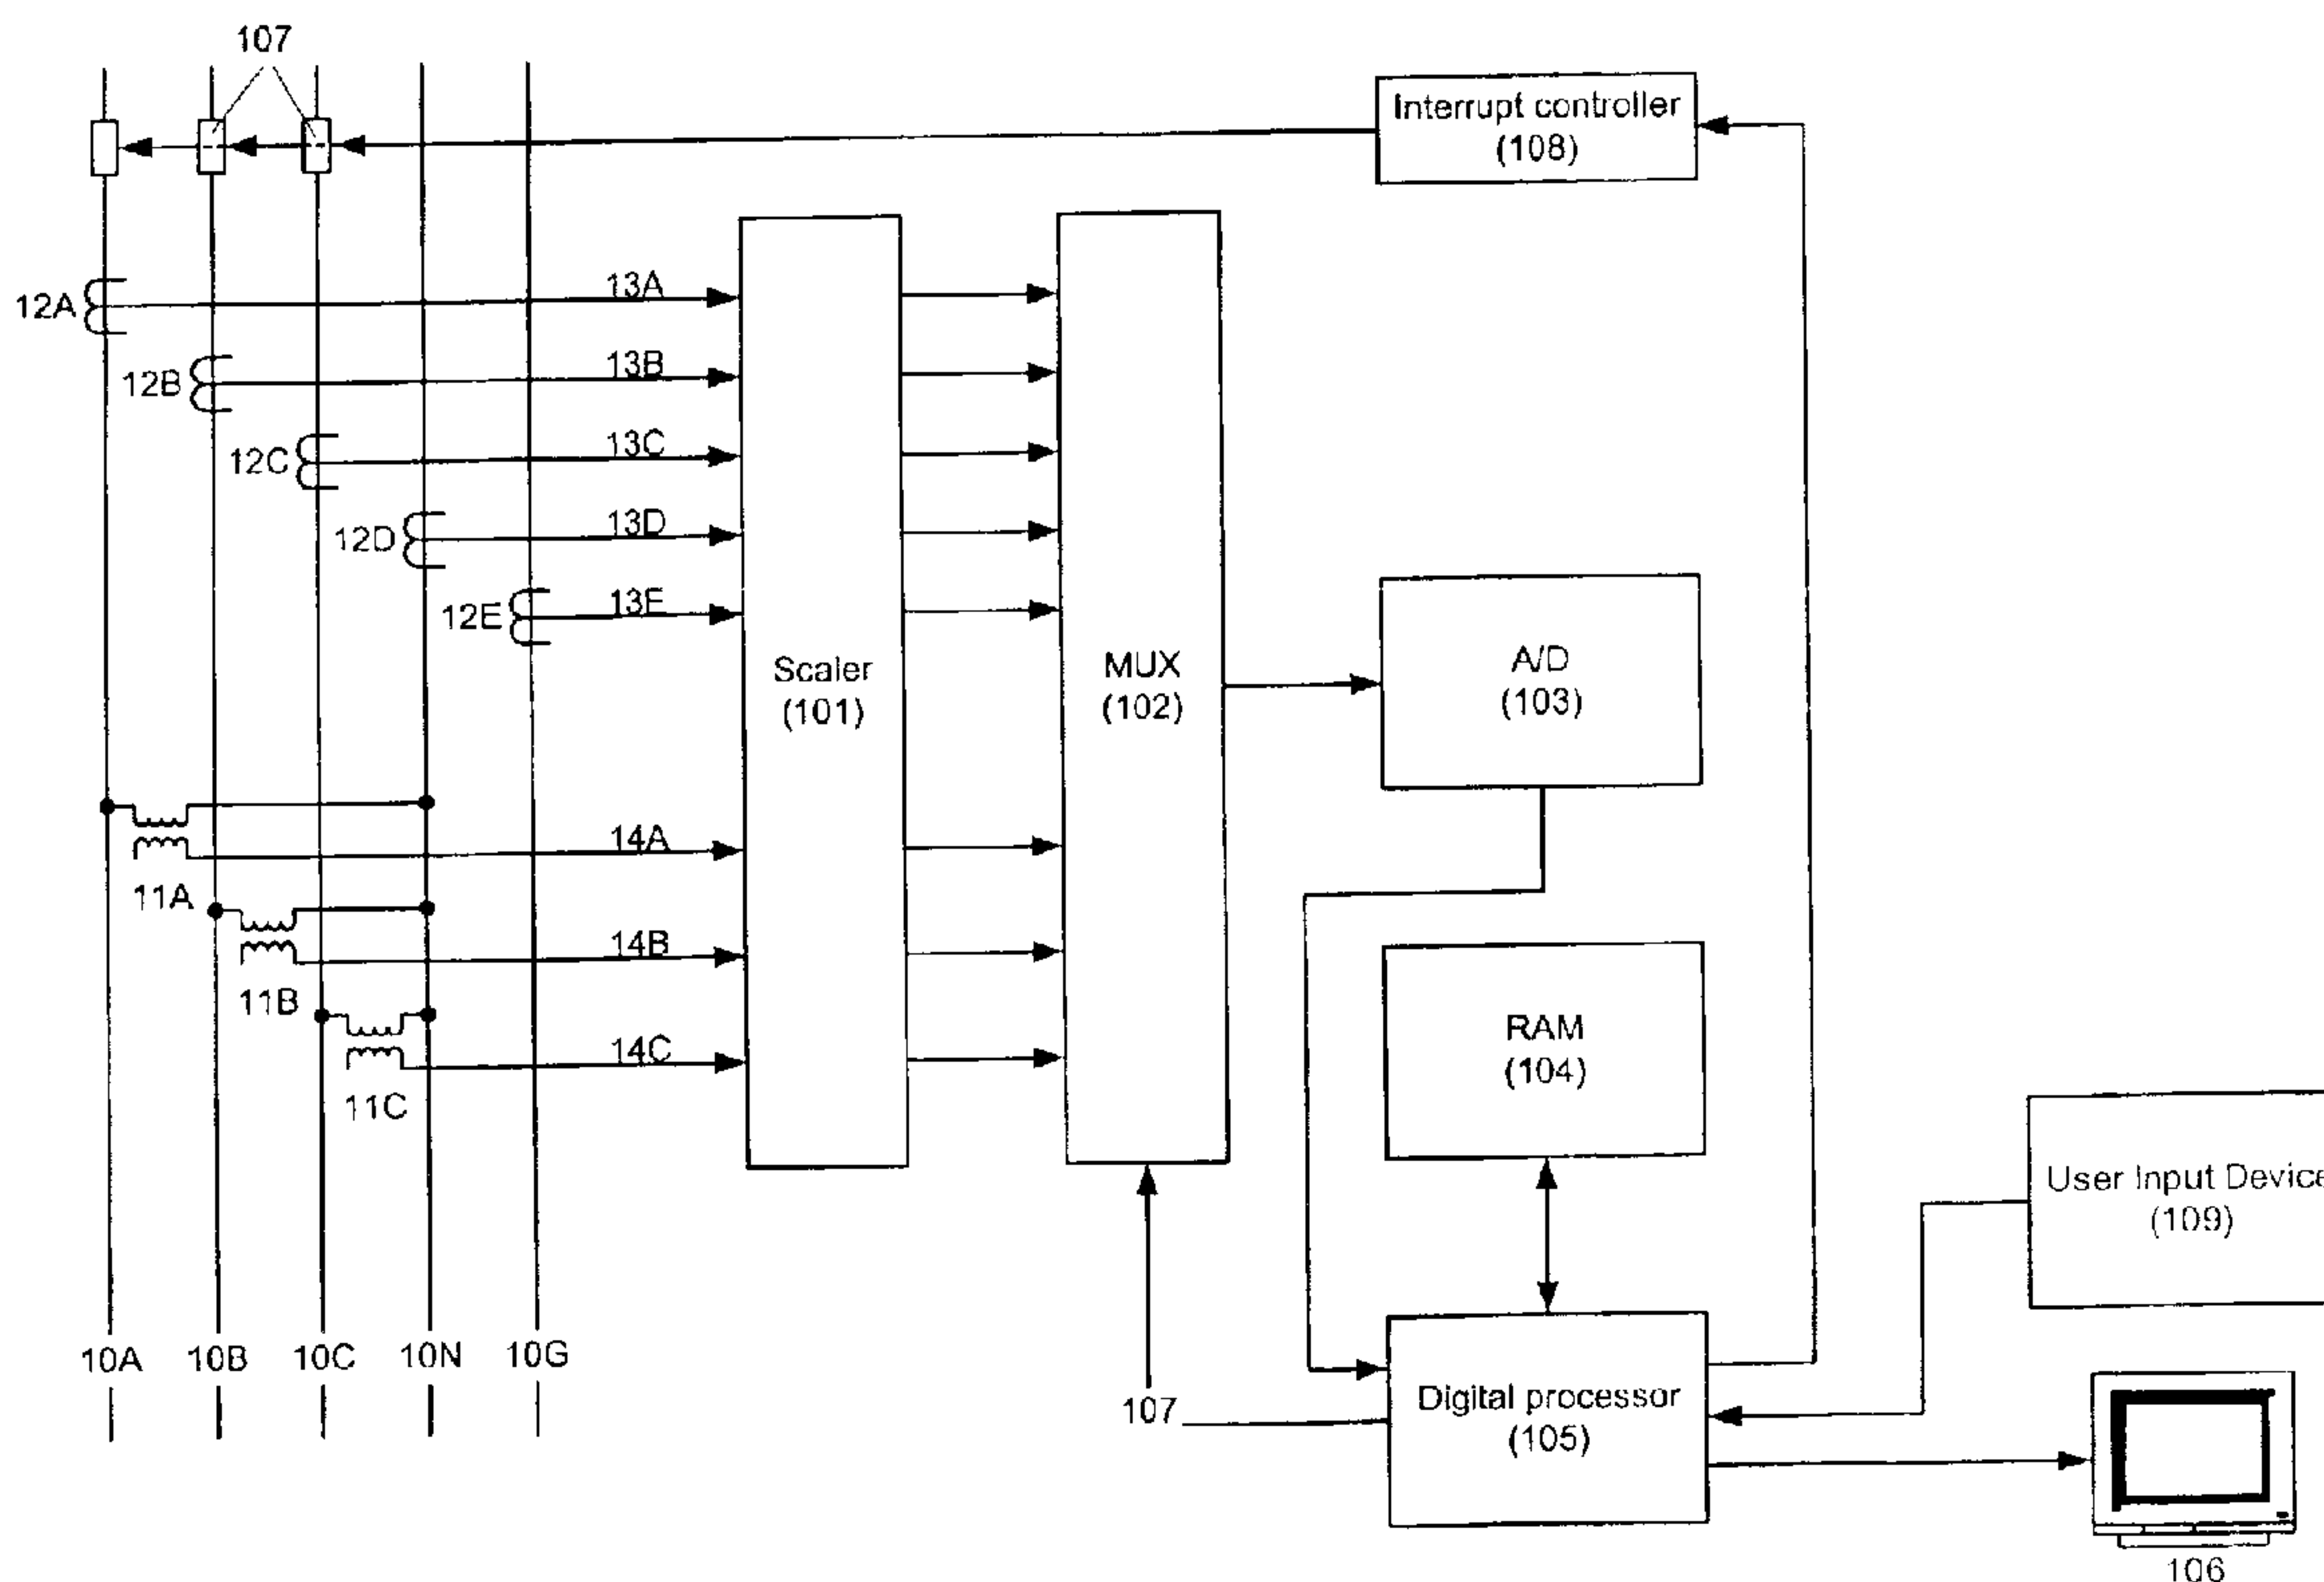 107
Interrupt controller
(108)
12A
13A
12B
13B
12C
13C
12D
13D
12E
13E
Scaler
(101)
MUX
(102)
A/D
(103)
14A
11A
14B
11B
14C
11C
RAM
(104)
User Input Device
(109)
10A
10B
10C
10N
10G
107
Digital processor
(105)
106